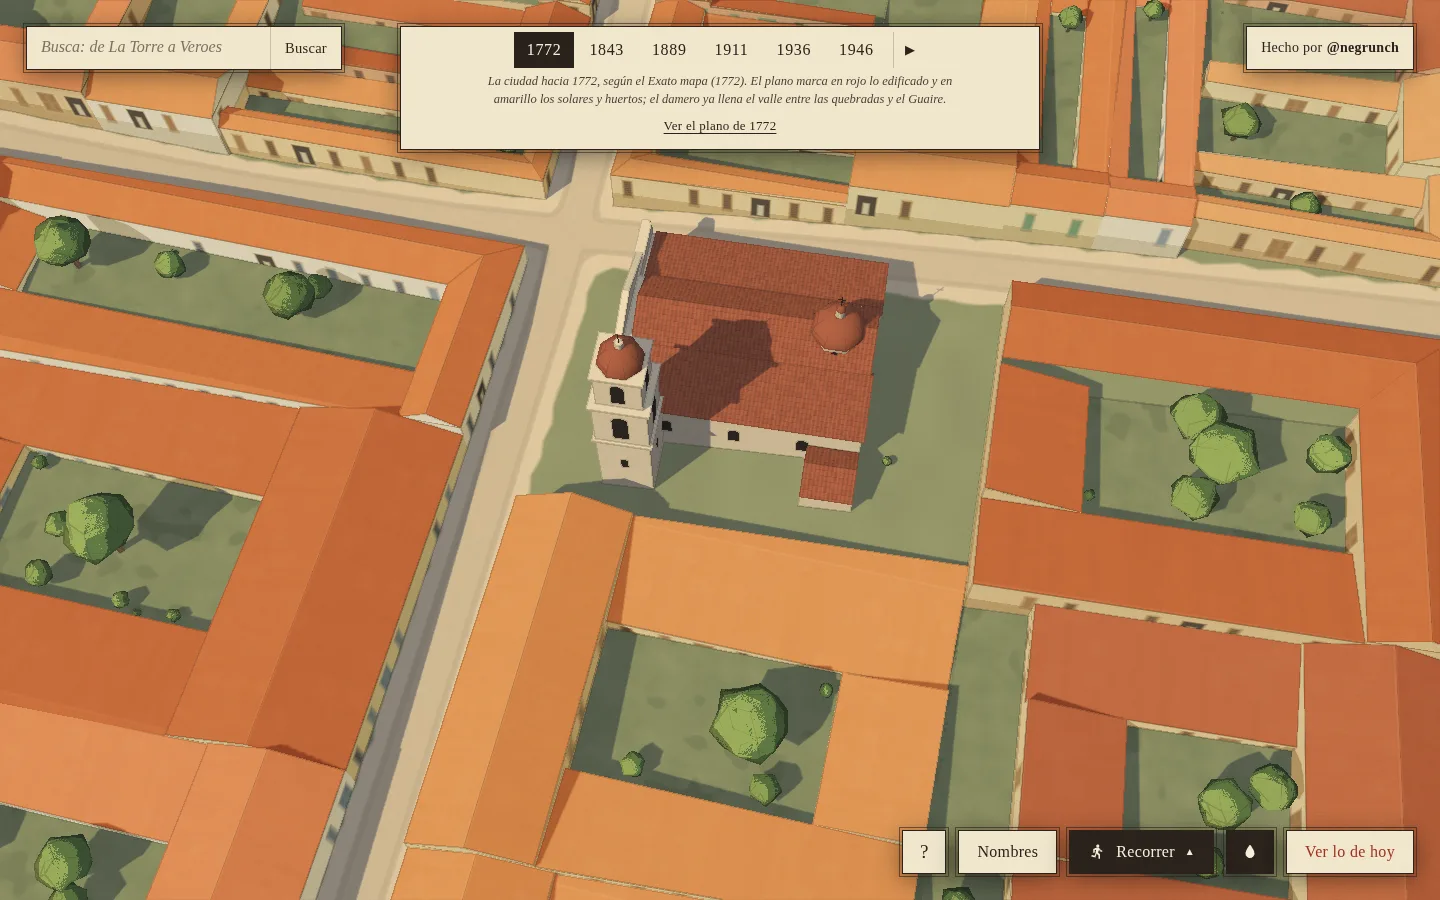 Busca: de La Torre a Veroes
Buscar
1772 1843 1889 1911 1936 1946 ▶
La ciudad hacia 1772, según el Exato mapa (1772). El plano marca en rojo lo edificado y en
amarillo los solares y huertos; el damero ya llena el valle entre las quebradas y el Guaire.
Ver el plano de 1772
Hecho por @negrunch
?
Nombres
Recorrer ▲
Ver lo de hoy